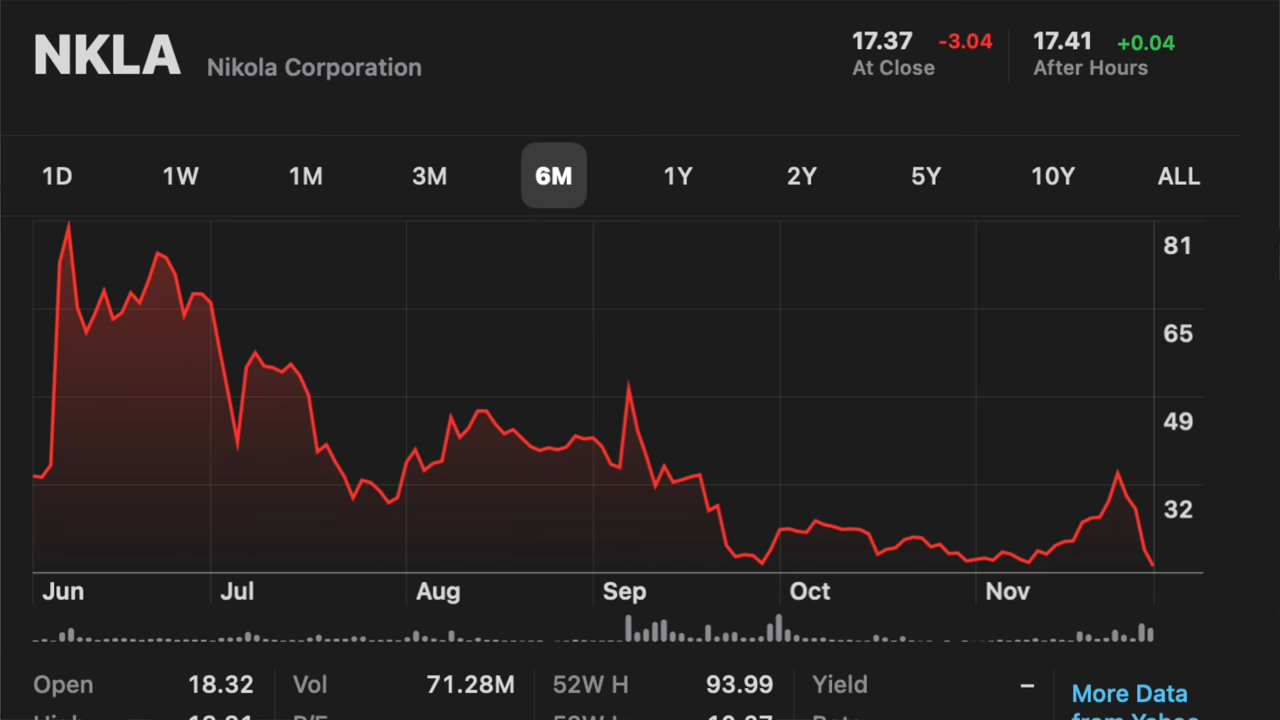 NKLA Nikola Corporation 17.37 -3.04 17.41 +0.04
At Close After Hours
1D 1W 1M 3M 6M 1Y 2Y 5Y 10Y ALL
81
65
49
32
Jun Jul Aug Sep Oct Nov
Open 18.32 Vol 71.28M 52W H 93.99 Yield –
More Data
from Yahoo